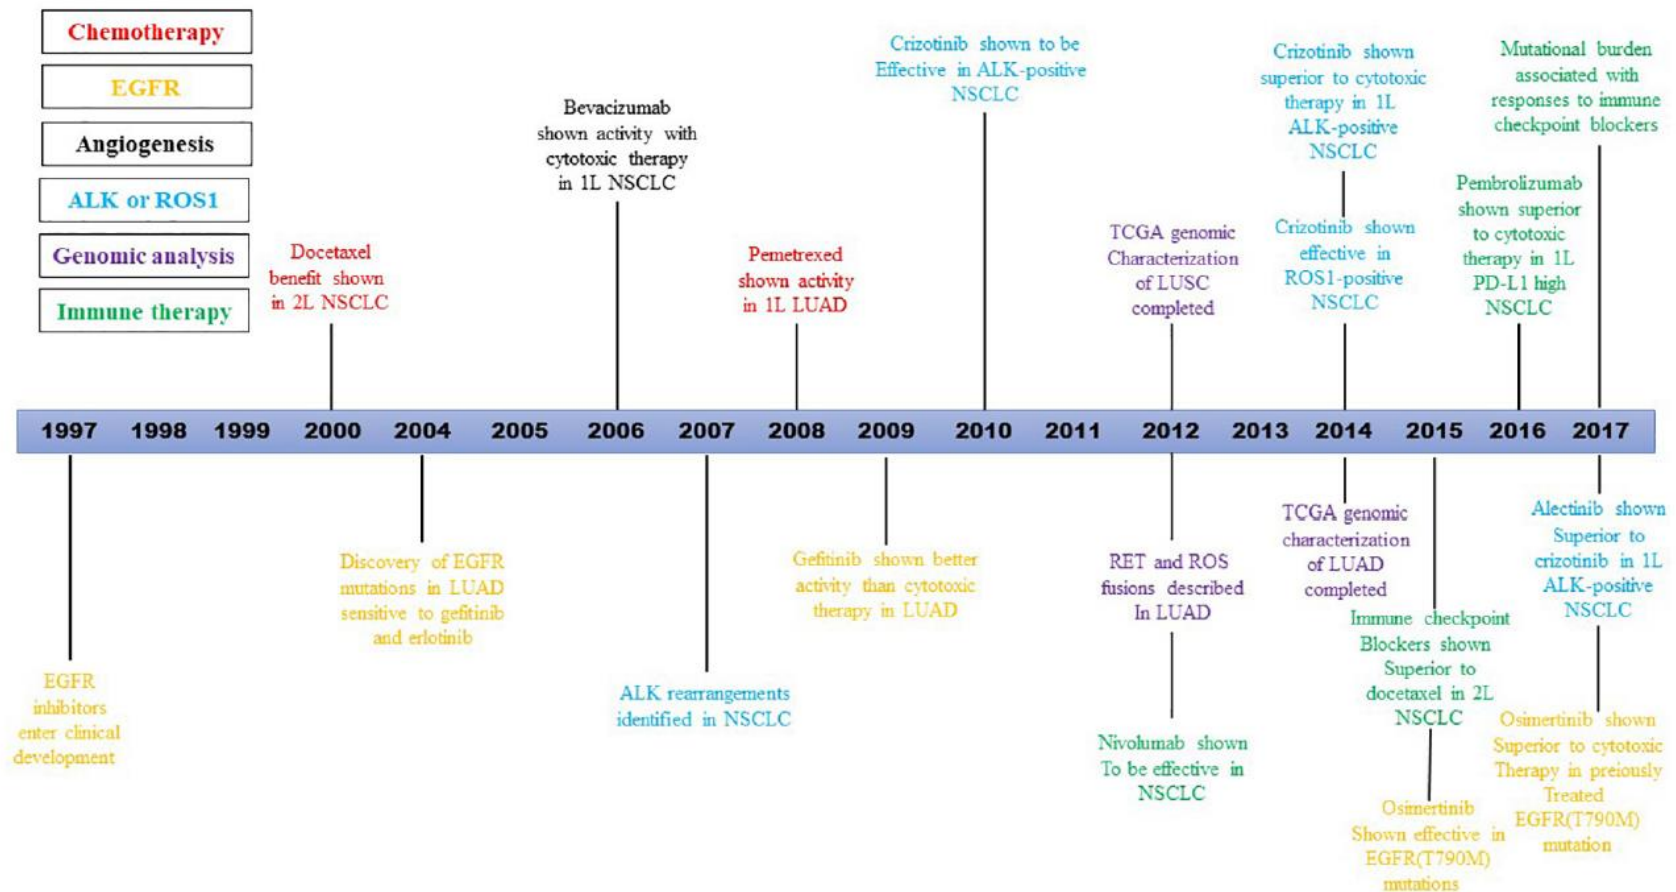 Chemotherapy
EGFR
Angiogenesis
ALK or ROS1
Genomic analysis
Immune therapy
Docetaxel
benefit shown
in 2L NSCLC
Bevacizumab
shown activity with
cytotoxic therapy
in 1L NSCLC
Pemetrexed
shown activity
in 1L LUAD
Crizotinib shown to be
Effective in ALK-positive
NSCLC
TCGA genomic
Characterization
of LUSC
completed
Crizotinib shown
superior to cytotoxic
therapy in 1L
ALK-positive
NSCLC
Crizotinib shown
effective in
ROS1-positive
NSCLC
Pembrolizumab
shown superior
to cytotoxic
therapy in 1L
PD-L1 high
NSCLC
Mutational burden
associated with
responses to immune
checkpoint blockers
1997 1998 1999 2000 2004 2005 2006 2007 2008 2009 2010 2011 2012 2013 2014 2015 2016 2017
EGFR
inhibitors
enter clinical
development
Discovery of EGFR
mutations in LUAD
sensitive to gefitinib
and erlotinib
ALK rearrangements
identified in NSCLC
Gefitinib shown better
activity than cytotoxic
therapy in LUAD
RET and ROS
fusions described
In LUAD
Nivolumab shown
To be effective in
NSCLC
TCGA genomic
characterization
of LUAD
completed
Immune checkpoint
Blockers shown
Superior to
docetaxel in 2L
NSCLC
Osimertinib
Shown effective in
EGFR(T790M)
mutations
Alectinib shown
Superior to
crizotinib in 1L
ALK-positive
NSCLC
Osimertinib shown
Superior to cytotoxic
Therapy in preiously
Treated
EGFR(T790M)
mutation